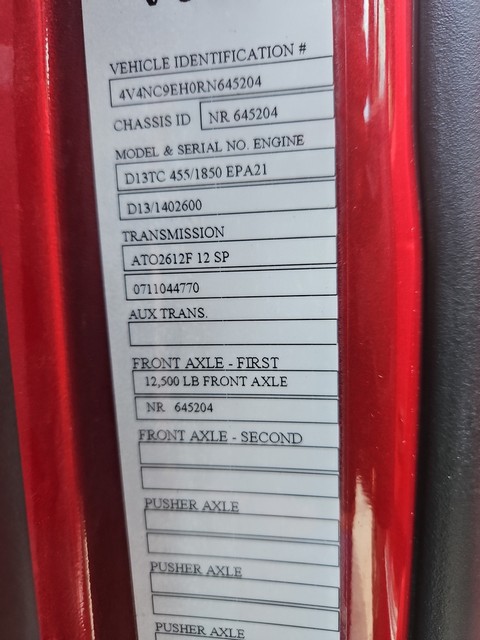 VEHICLE IDENTIFICATION #
4V4NC9EH0RN645204
CHASSIS ID NR 645204
MODEL & SERIAL NO. ENGINE
D13TC 455/1850 EPA21
D13/1402600
TRANSMISSION
ATO2612F 12 SP
0711044770
AUX TRANS.
FRONT AXLE - FIRST
12,500 LB FRONT AXLE
NR 645204
FRONT AXLE - SECOND
PUSHER AXLE
PUSHER AXLE
PUSHER AXLE